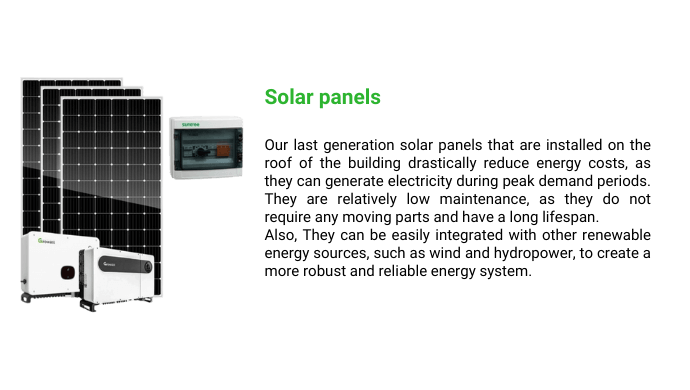 Solar panels
Our last generation solar panels that are installed on the
roof of the building drastically reduce energy costs, as
they can generate electricity during peak demand periods.
They are relatively low maintenance, as they do not
require any moving parts and have a long lifespan.
Also, They can be easily integrated with other renewable
energy sources, such as wind and hydropower, to create a
more robust and reliable energy system.